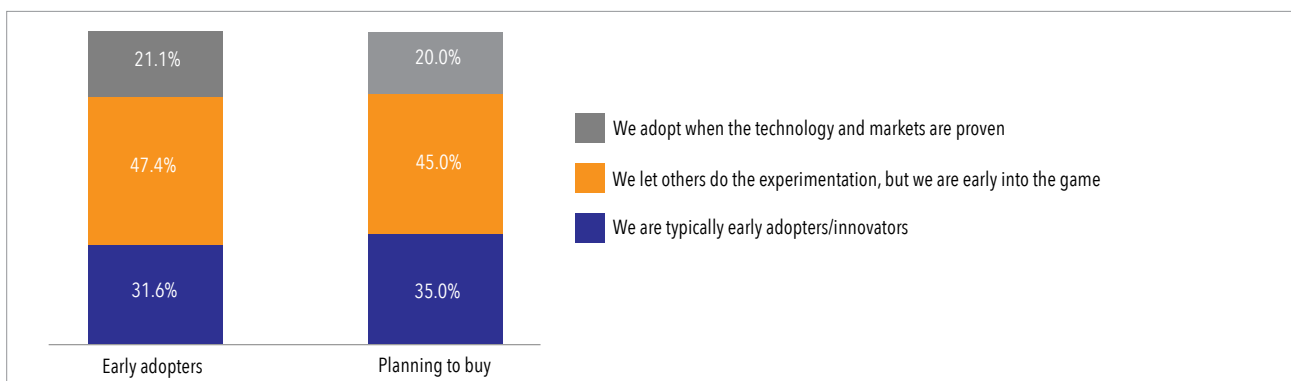 21.1%
20.0%
47.4%
45.0%
31.6%
35.0%
Early adopters
Planning to buy
We adopt when the technology and markets are proven
We let others do the experimentation, but we are early into the game
We are typically early adopters/innovators